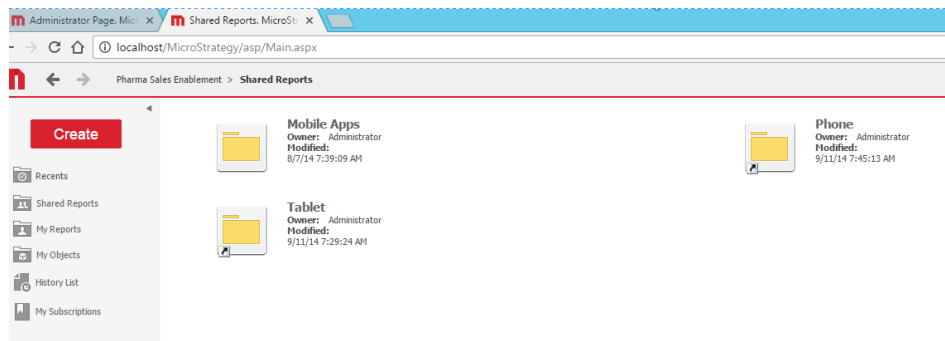 Administrator Page. Micr
Shared Reports. MicroStr
localhost/MicroStrategy/asp/Main.aspx
Pharma Sales Enablement > Shared Reports
Create
Recents
Shared Reports
My Reports
My Objects
History List
My Subscriptions
Mobile Apps
Owner: Administrator
Modified:
8/7/14 7:39:09 AM
Phone
Owner: Administrator
Modified:
9/11/14 7:45:13 AM
Tablet
Owner: Administrator
Modified:
9/11/14 7:29:24 AM